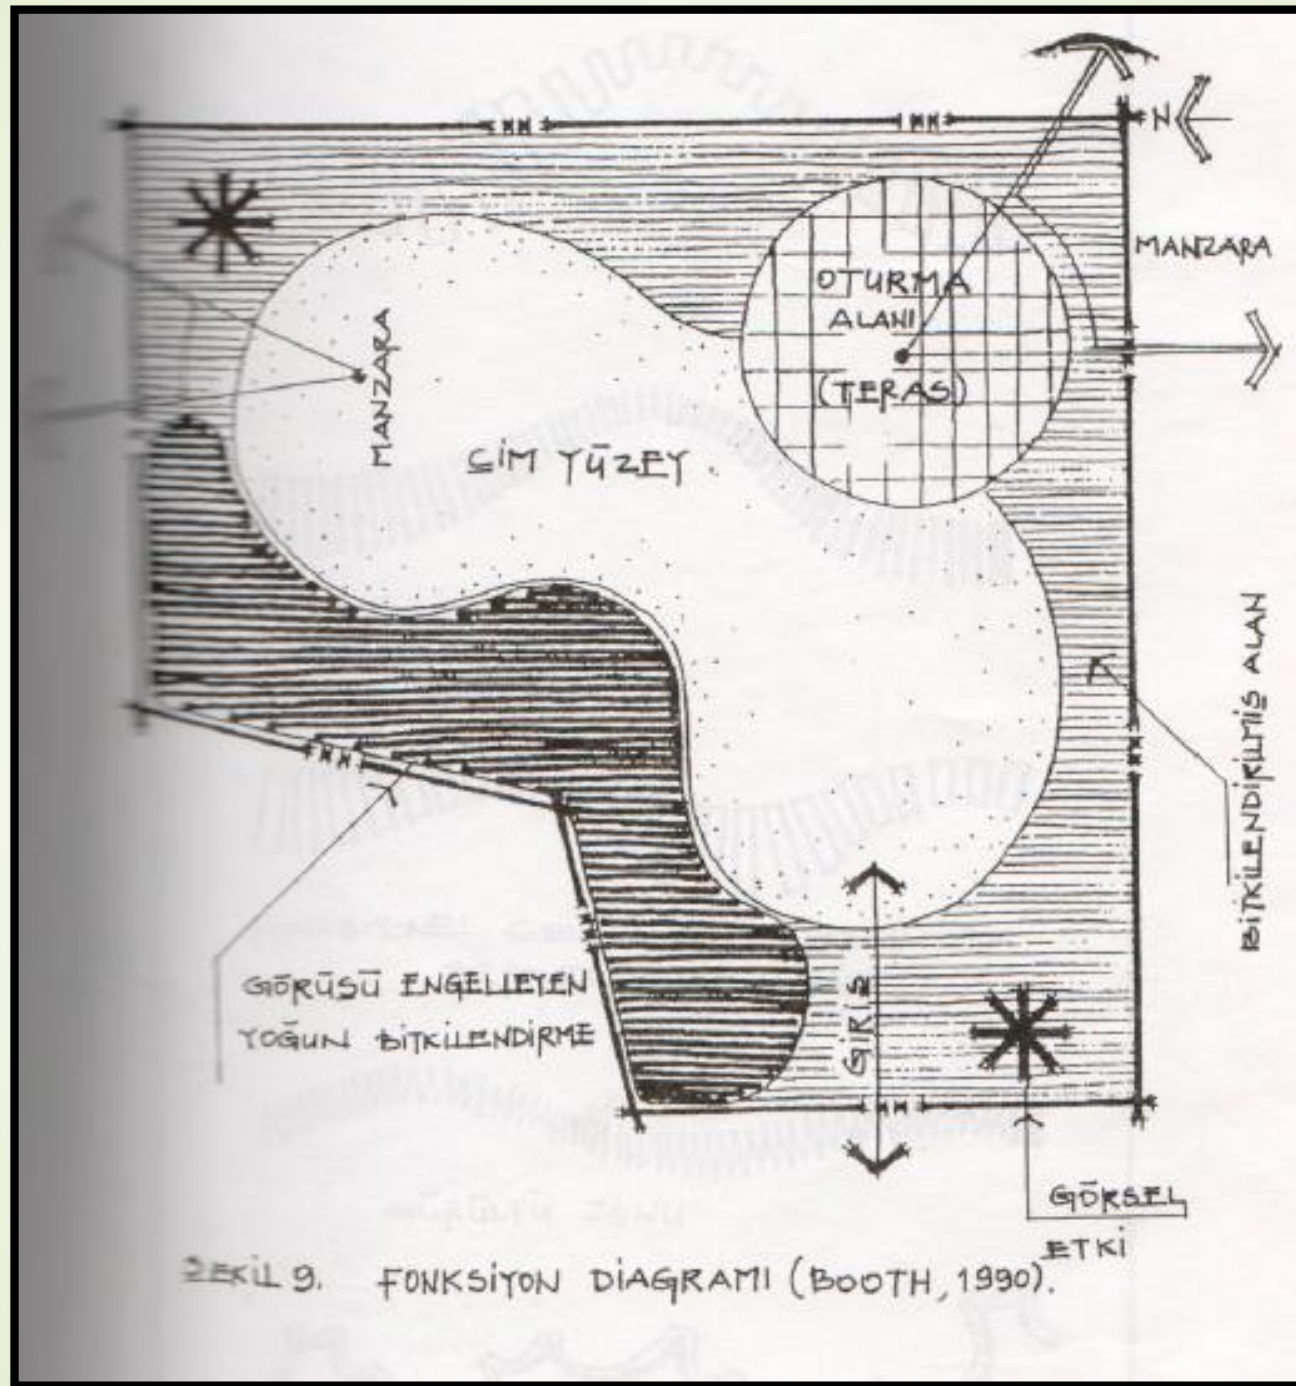 N
MANZARA
OTURMA
ALANI
(TERAS)
MANZARA
ÇİM YÜZEY
BİTKİLENDİRİLMİŞ ALAN
GÖRÜŞÜ ENGELLEYEN
YOĞUN BİTKİLENDİRME
GİRİŞ
GÖRSEL
ETKİ
ŞEKİL 9. FONKSİYON DİAGRAMI (BOOTH, 1990).